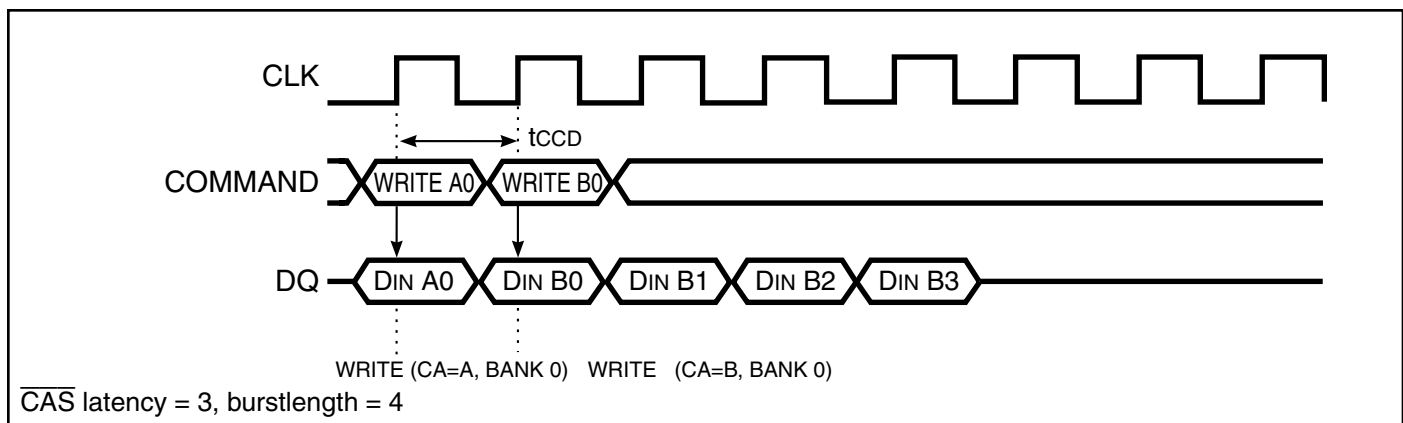 CLK
tCCD
COMMAND WRITE A0 WRITE B0
DQ DIN A0 DIN B0 DIN B1 DIN B2 DIN B3
WRITE (CA=A, BANK 0) WRITE (CA=B, BANK 0)
CAS latency = 3, burstlength = 4